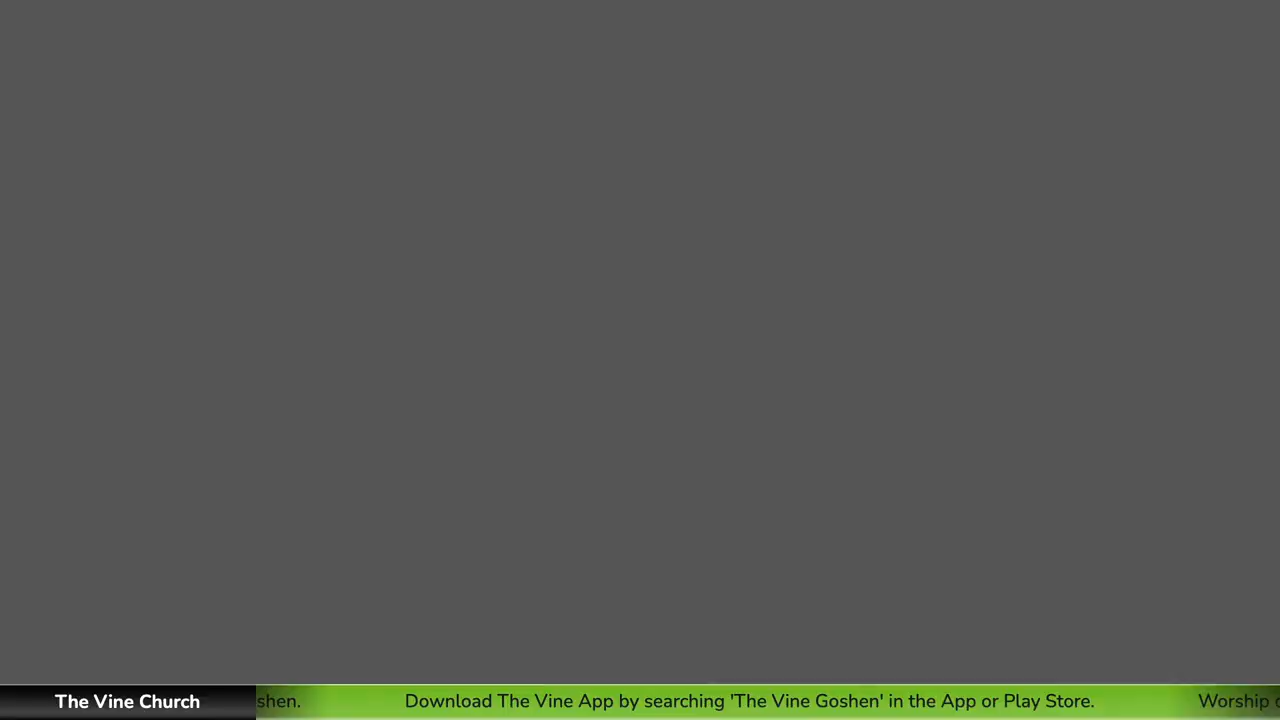 The Vine Church
shen. Download The Vine App by searching 'The Vine Goshen' in the App or Play Store. Worship